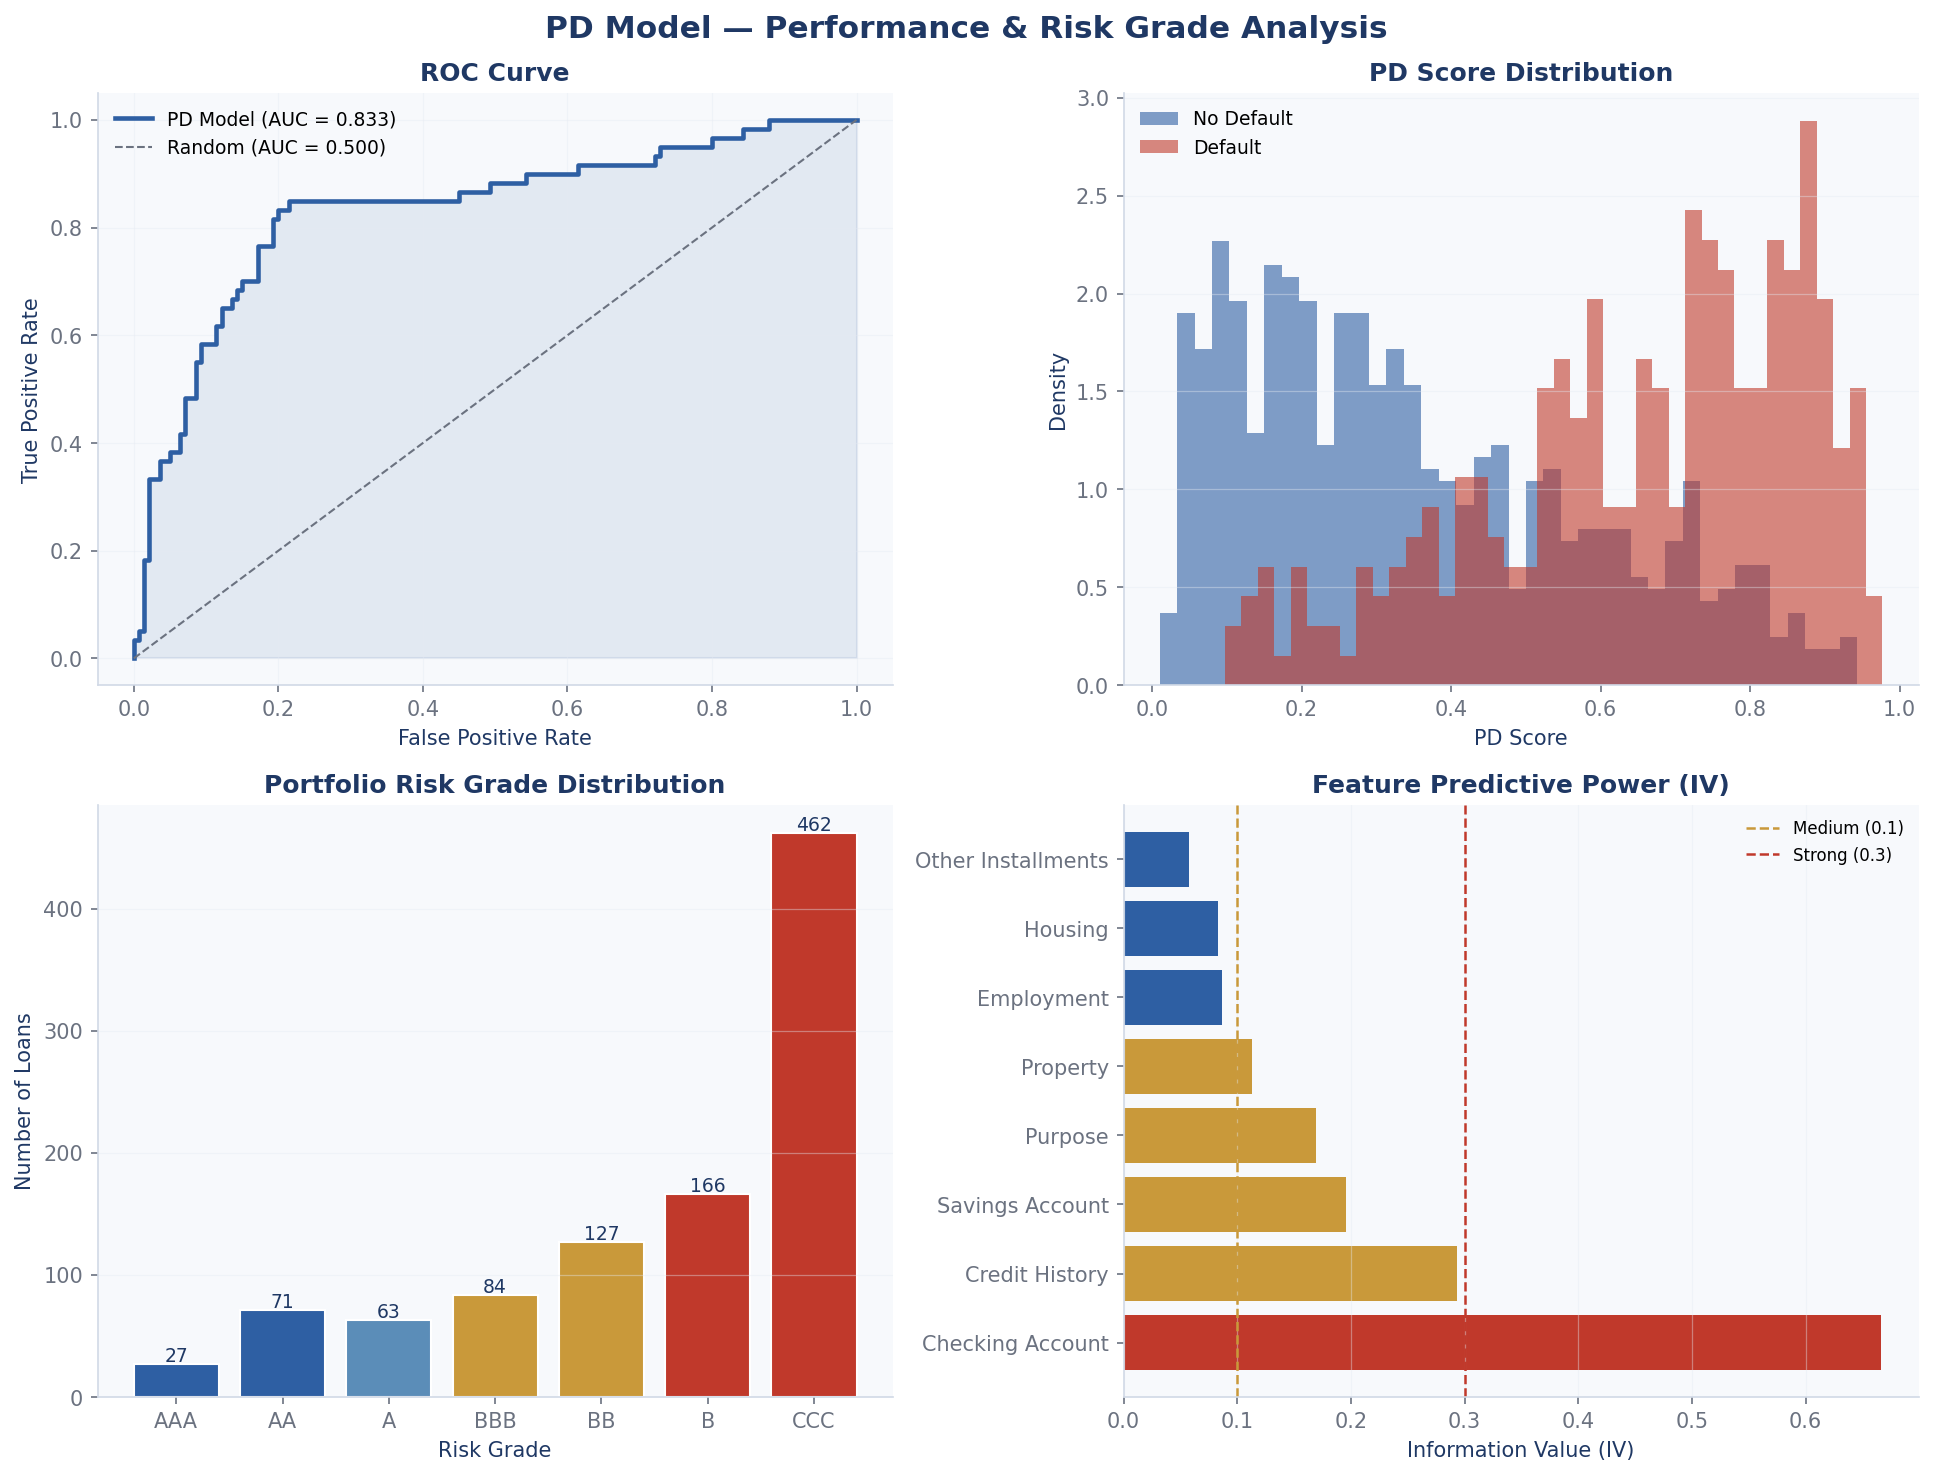 PD Model — Performance & Risk Grade Analysis
ROC Curve
PD Model (AUC = 0.833)
Random (AUC = 0.500)
True Positive Rate
1.0
0.8
0.6
0.4
0.2
0.0
0.0 0.2 0.4 0.6 0.8 1.0
False Positive Rate
PD Score Distribution
No Default
Default
Density
3.0
2.5
2.0
1.5
1.0
0.5
0.0
0.0 0.2 0.4 0.6 0.8 1.0
PD Score
Portfolio Risk Grade Distribution
Number of Loans
400
300
200
100
0
27 71 63 84 127 166 462
AAA AA A BBB BB B CCC
Risk Grade
Feature Predictive Power (IV)
Medium (0.1)
Strong (0.3)
Other Installments
Housing
Employment
Property
Purpose
Savings Account
Credit History
Checking Account
0.0 0.1 0.2 0.3 0.4 0.5 0.6
Information Value (IV)